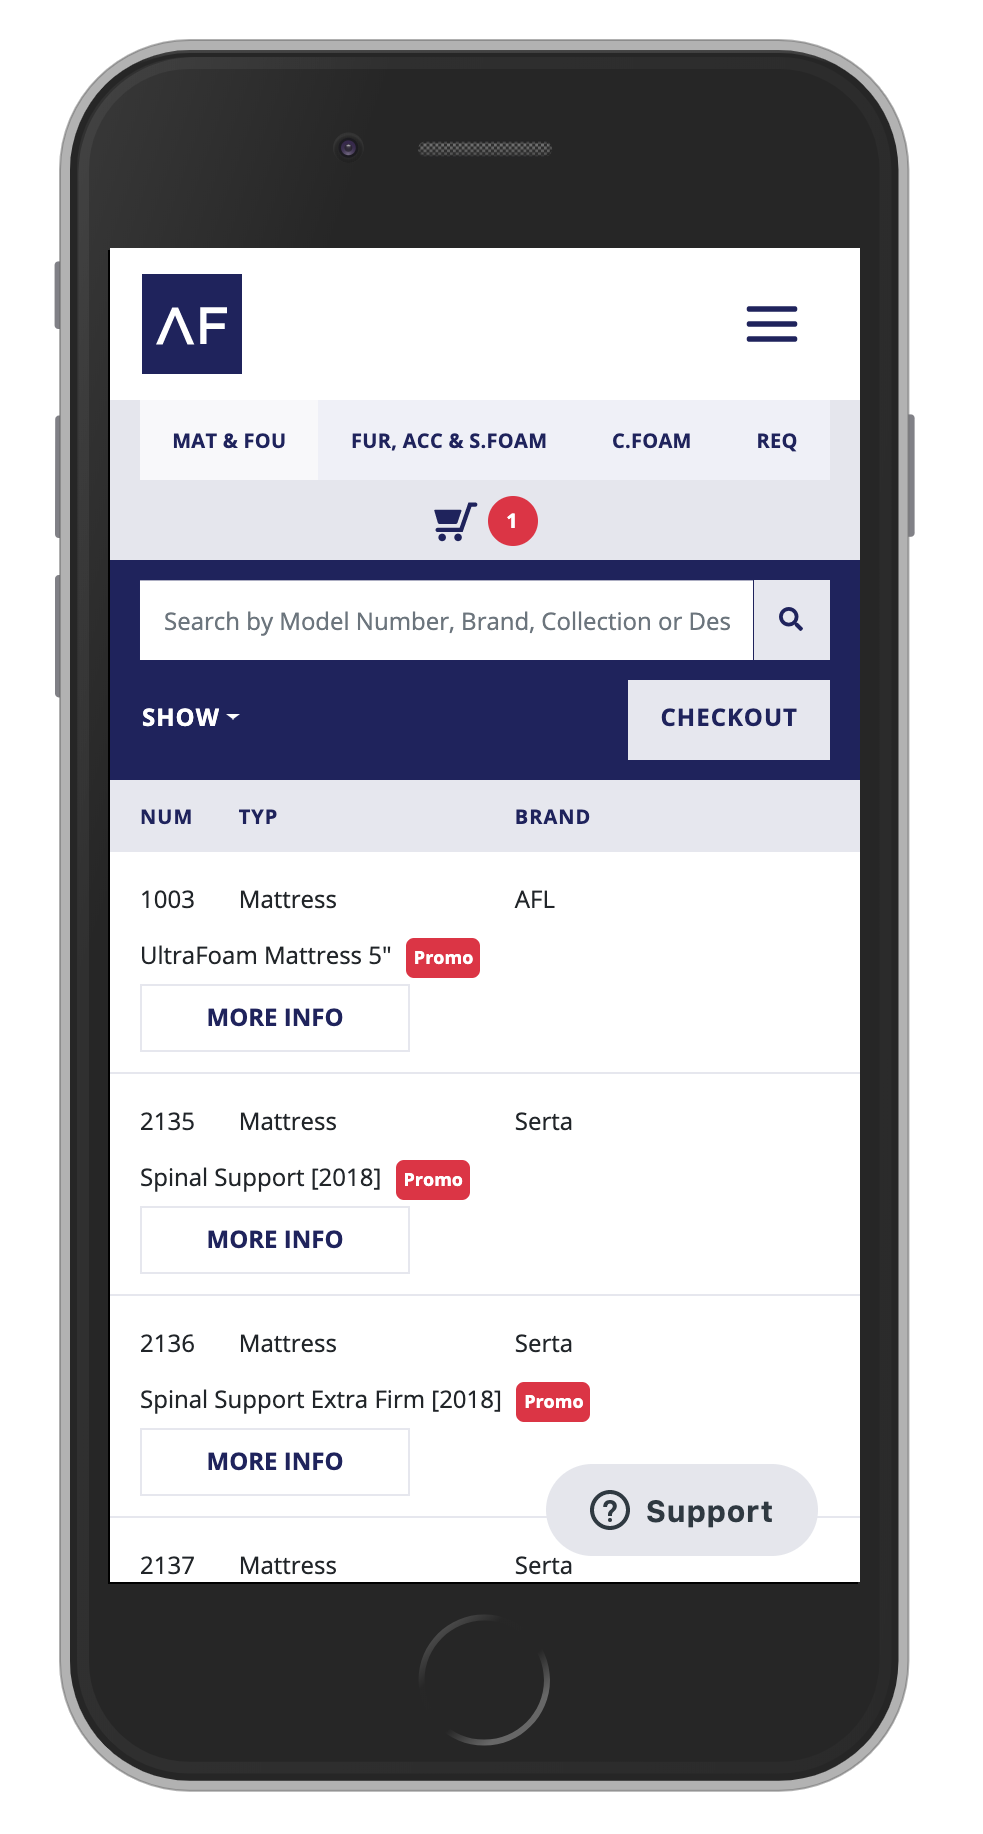 AF
MAT & FOU FUR, ACC & S.FOAM C.FOAM REQ
1
Search by Model Number, Brand, Collection or Des
SHOW CHECKOUT
NUM TYP BRAND
1003 Mattress AFL
UltraFoam Mattress 5" Promo
MORE INFO
2135 Mattress Serta
Spinal Support [2018] Promo
MORE INFO
2136 Mattress Serta
Spinal Support Extra Firm [2018] Promo
MORE INFO
? Support
2137 Mattress Serta